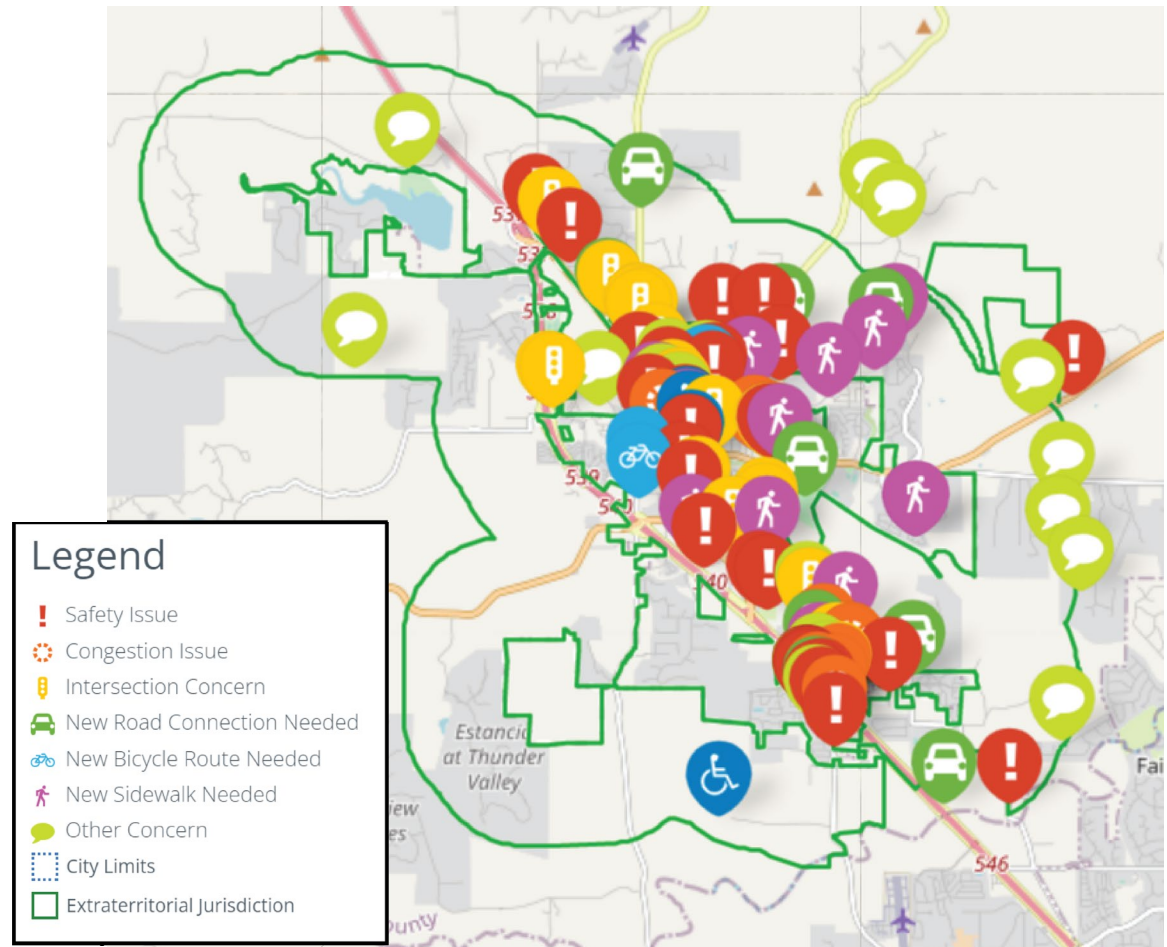 539
540
Legend
Safety Issue
Congestion Issue
Intersection Concern
New Road Connection Needed
New Bicycle Route Needed
New Sidewalk Needed
Other Concern
City Limits
Extraterritorial Jurisdiction
Estancia
at Thunder
Valley
Fai
546